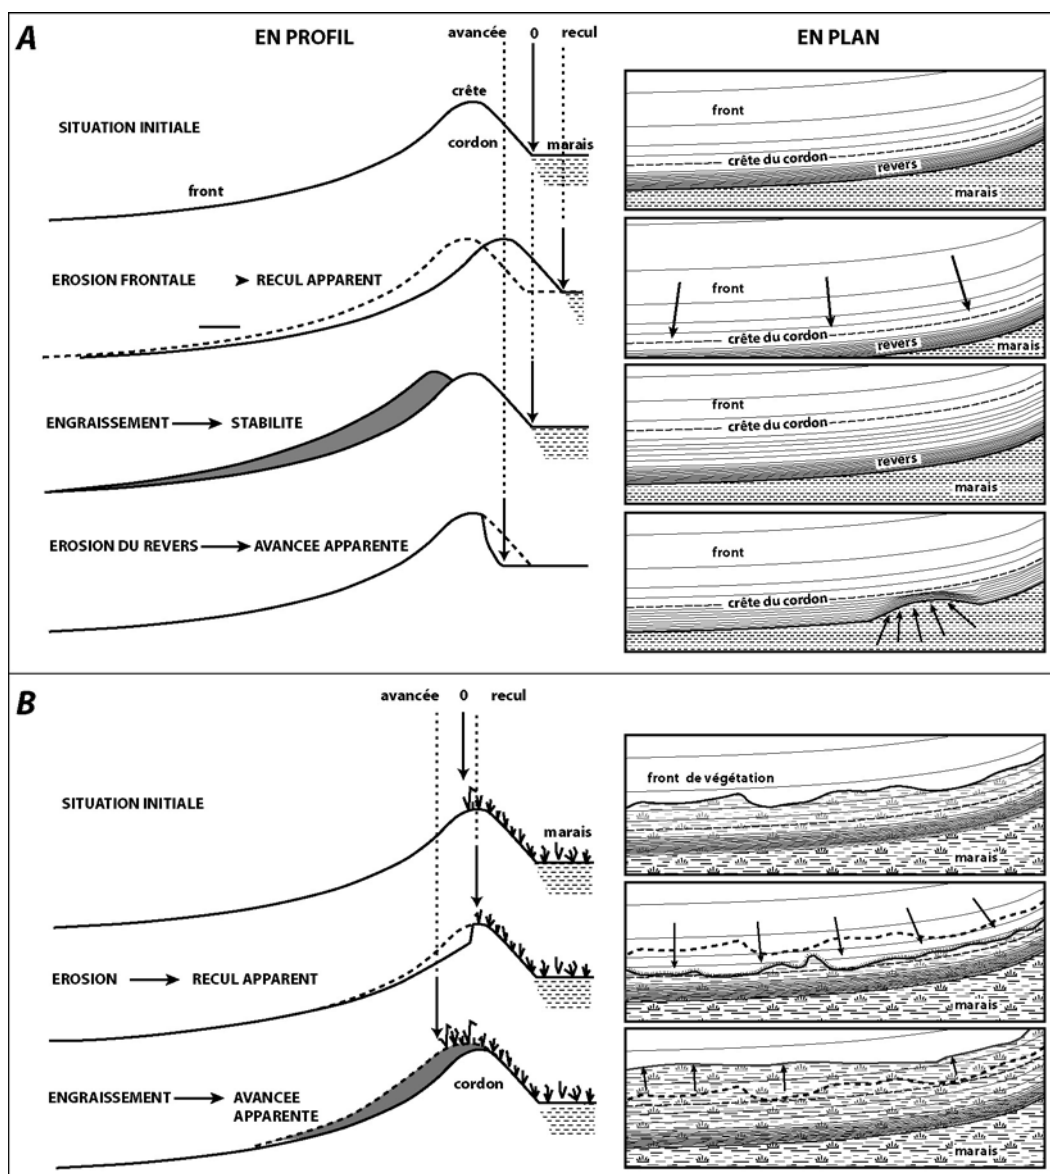 A
EN PROFIL
avancée 0 recul
EN PLAN
crête
SITUATION INITIALE
cordon
marais
front
front
crête du cordon
revers
marais
EROSION FRONTALE
RECUL APPARENT
front
crête du cordon
revers
marais
ENGRAISSEMENT
STABILITE
front
crête du cordon
revers
marais
EROSION DU REVERS
AVANCEE APPARENTE
front
crête du cordon
B
avancée 0 recul
SITUATION INITIALE
marais
front de végétation
marais
EROSION
RECUL APPARENT
marais
ENGRAISSEMENT
AVANCEE
APPARENTE
cordon
marais